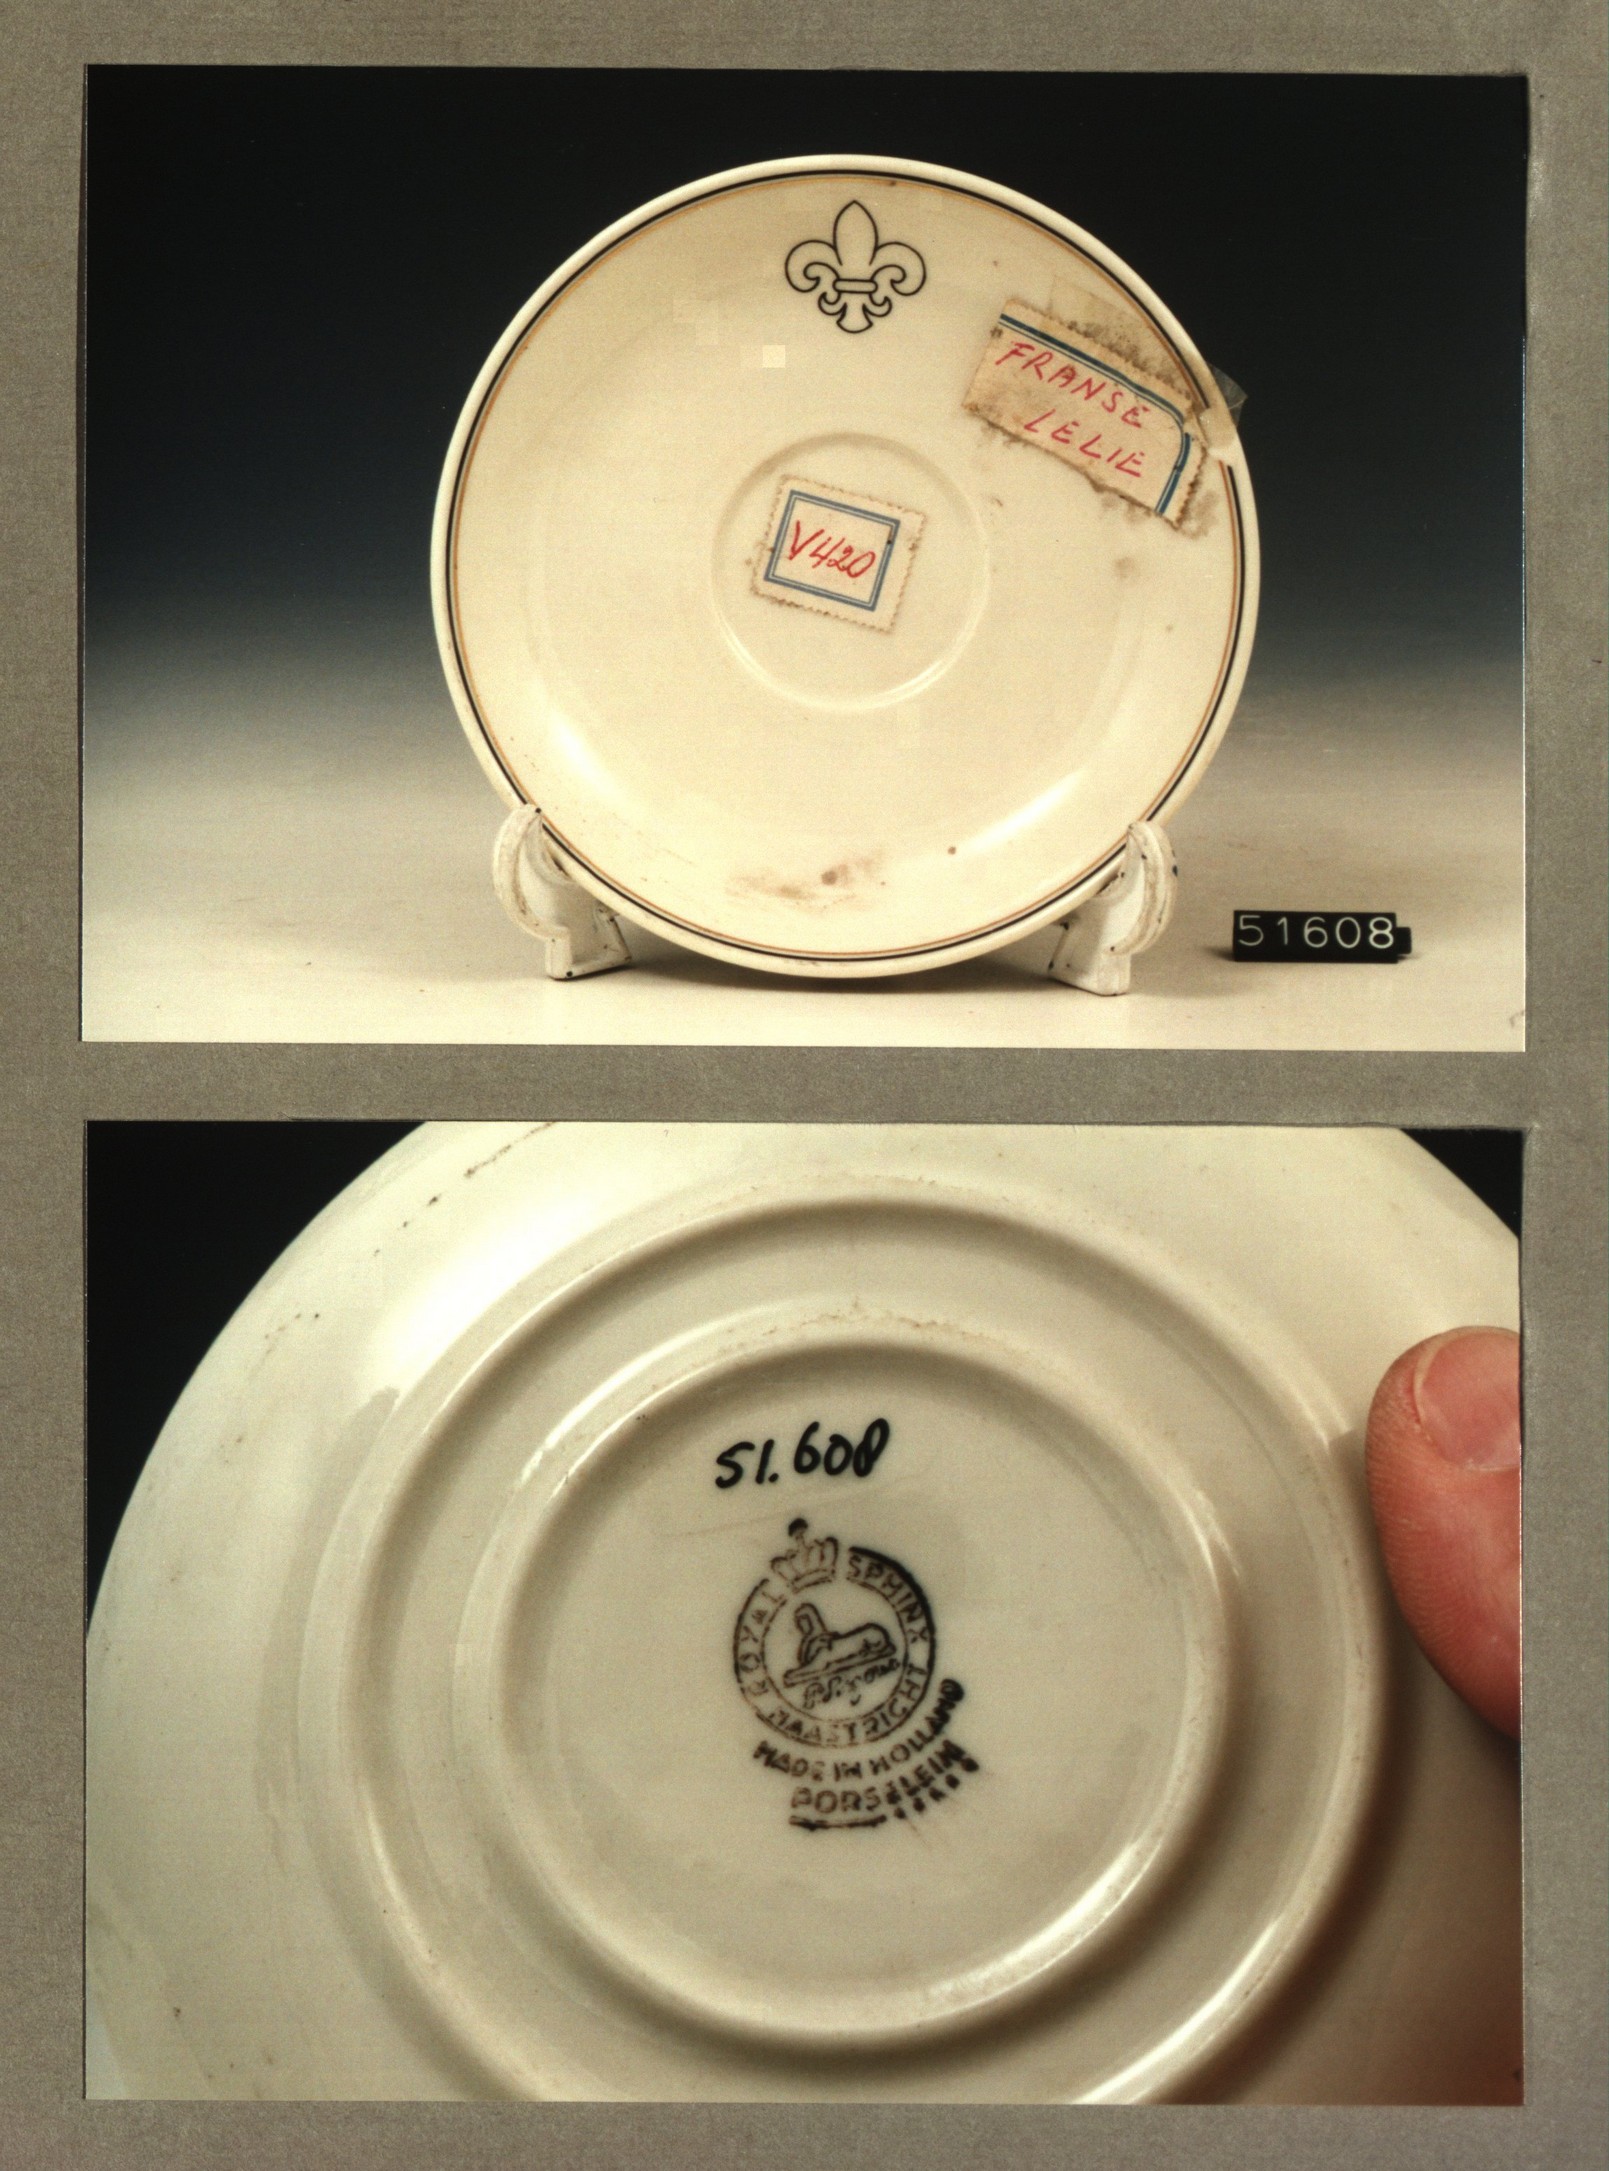 FRANSE
LELIE
V420
51608
51.608
ROYAL SPHINX
MAASTRICHT
MADE IN HOLLAND
PORSELEIN